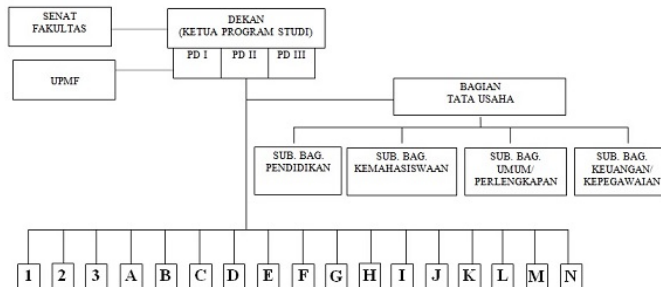 SENAT
FAKULTAS
DEKAN
(KETUA PROGRAM STUDI)
PD I PD II PD III
UPMF
BAGIAN
TATA USAHA
SUB. BAG.
PENDIDIKAN
SUB. BAG.
KEMAHASISWAAN
SUB. BAG.
UMUM/
PERLENGKAPAN
SUB. BAG.
KEUANGAN/
KEPEGAWAIAN
1 2 3 A B C D E F G H I J K L M N